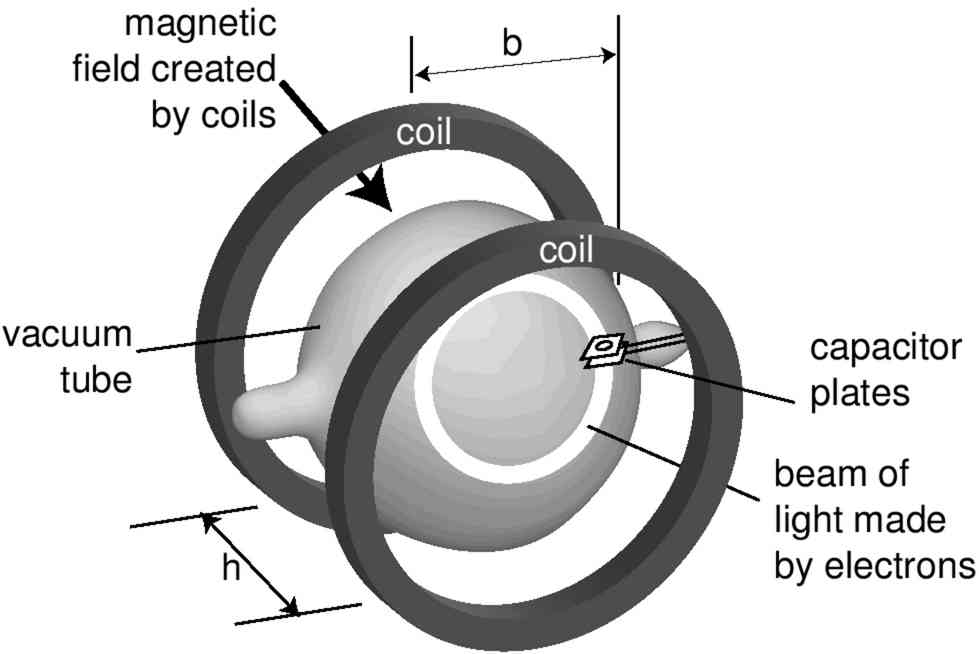 magnetic
field created
by coils
b
coil
coil
vacuum
tube
capacitor
plates
beam of
light made
by electrons
h